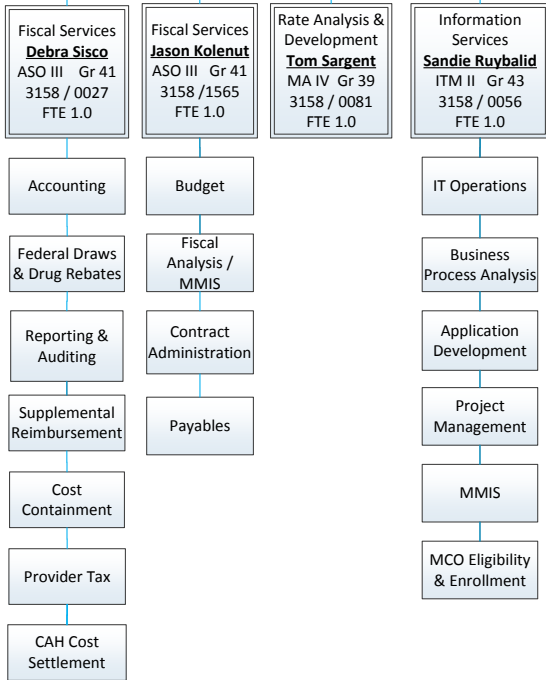 Fiscal Services
Debra Sisco
ASO III Gr 41
3158 / 0027
FTE 1.0
Accounting
Federal Draws
& Drug Rebates
Reporting &
Auditing
Supplemental
Reimbursement
Cost
Containment
Provider Tax
CAH Cost
Settlement
Fiscal Services
Jason Kolenut
ASO III Gr 41
3158 /1565
FTE 1.0
Budget
Fiscal
Analysis /
MMIS
Contract
Administration
Payables
Rate Analysis &
Development
Tom Sargent
MA IV Gr 39
3158 / 0081
FTE 1.0
Information
Services
Sandie Ruybalid
ITM II Gr 43
3158 / 0056
FTE 1.0
IT Operations
Business
Process Analysis
Application
Development
Project
Management
MMIS
MCO Eligibility
& Enrollment